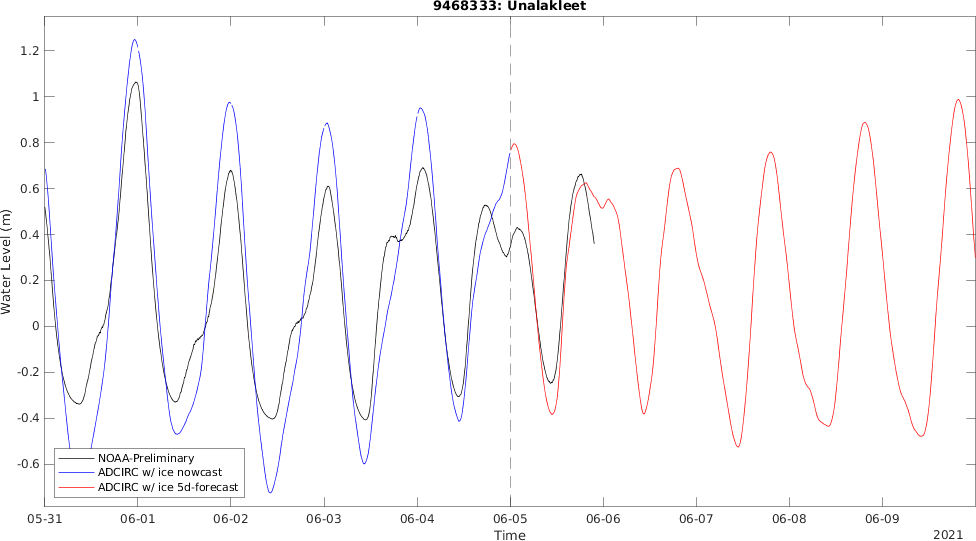 9468333: Unalakleet
1.2
1
0.8
0.6
0.4
0.2
0
-0.2
-0.4
-0.6
Water Level (m)
NOAA-Preliminary
ADCIRC w/ ice nowcast
ADCIRC w/ ice 5d-forecast
05-31 06-01 06-02 06-03 06-04 06-05 06-06 06-07 06-08 06-09
Time
2021